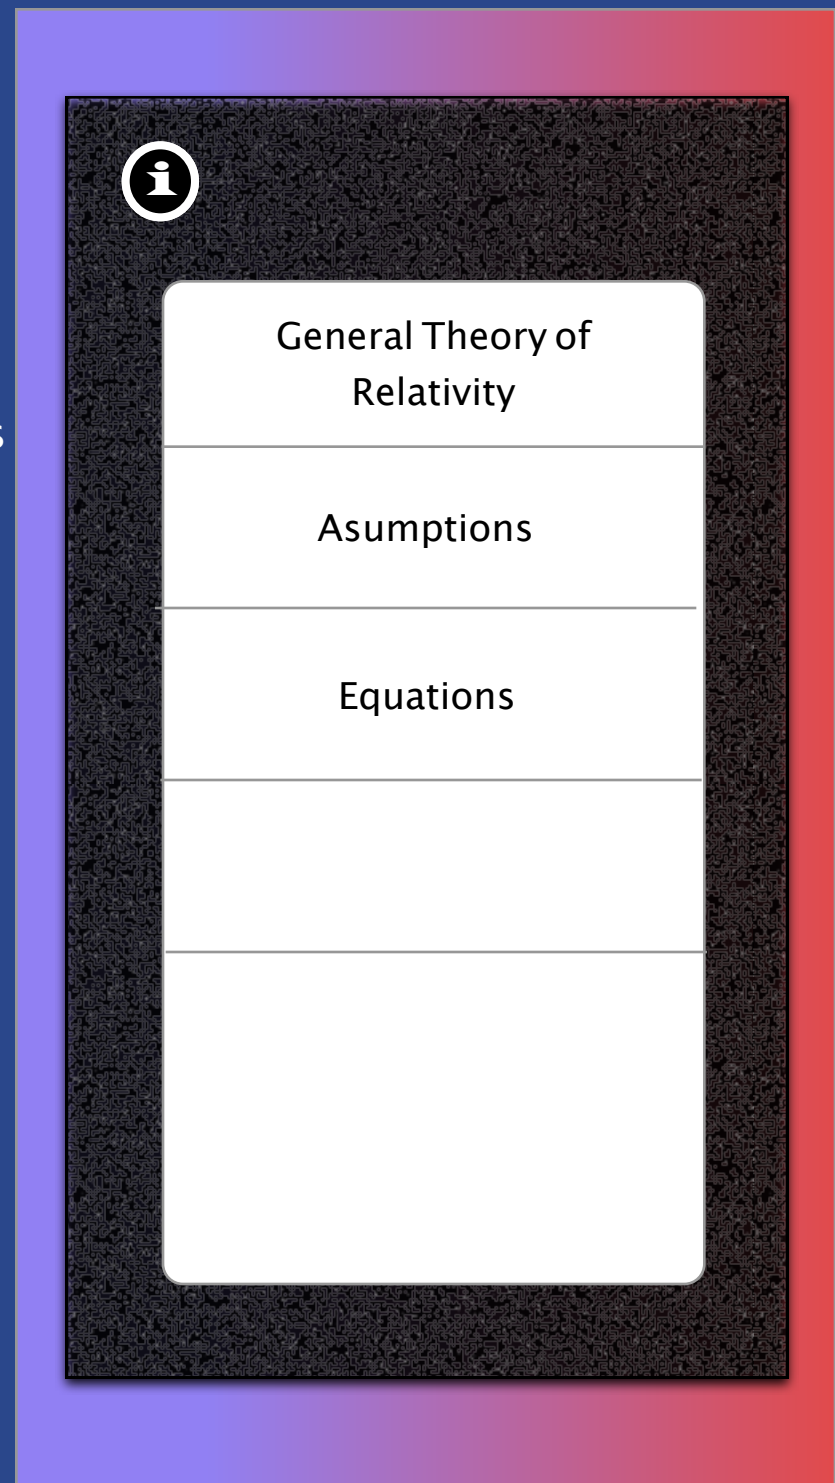 i
General Theory of
Relativity
s
Asumptions
Equations